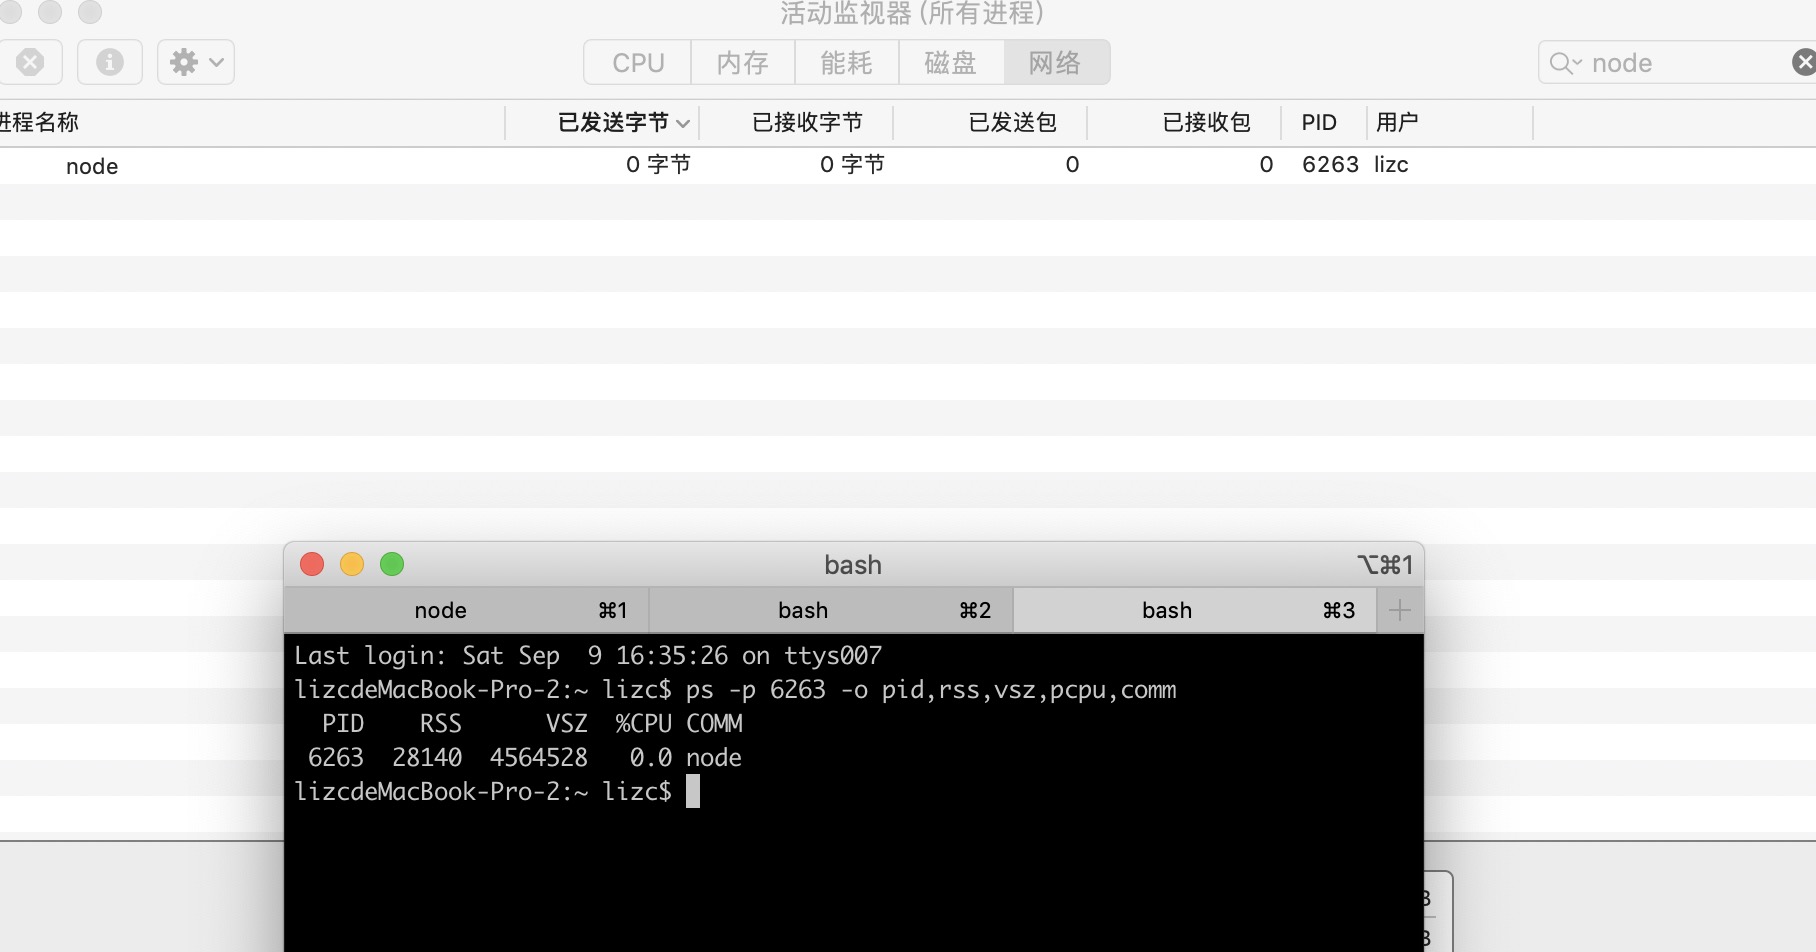 活动监视器 (所有进程)
CPU 内存 能耗 磁盘 网络 node
进程名称 已发送字节 已接收字节 已发送包 已接收包 PID 用户
node 0 字节 0 字节 0 0 6263 lizc
bash ⌥⌘1
node ⌘1 bash ⌘2 bash ⌘3
Last login: Sat Sep  9 16:35:26 on ttys007
lizcdeMacBook-Pro-2:~ lizc$ ps -p 6263 -o pid,rss,vsz,pcpu,comm
PID    RSS      VSZ  %CPU COMM
6263  28140  4564528   0.0 node
lizcdeMacBook-Pro-2:~ lizc$